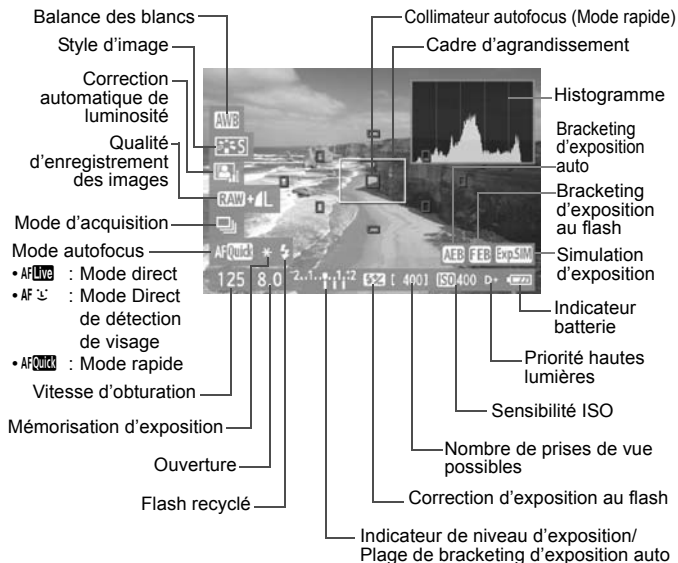 Balance des blancs
Style d'image
Correction
automatique de
luminosité
Qualité
d'enregistrement
des images
Mode d'acquisition
Mode autofocus
• AF Live : Mode direct
• AF : Mode Direct
de détection
de visage
• AF Quick : Mode rapide
Vitesse d'obturation
Mémorisation d'exposition
Ouverture
Flash recyclé
Collimateur autofocus (Mode rapide)
Cadre d'agrandissement
Histogramme
Bracketing
d'exposition
auto
Bracketing
d'exposition
au flash
Simulation
d'exposition
Indicateur
batterie
Priorité hautes
lumières
Sensibilité ISO
Nombre de prises de vue
possibles
Correction d'exposition au flash
Indicateur de niveau d'exposition/
Plage de bracketing d'exposition auto
AWB
S
RAW+L
AF Quick *
AEB FEB Exp.SIM
125 8.0 2..1..1..1:2 [ 400] ISO 400 D+